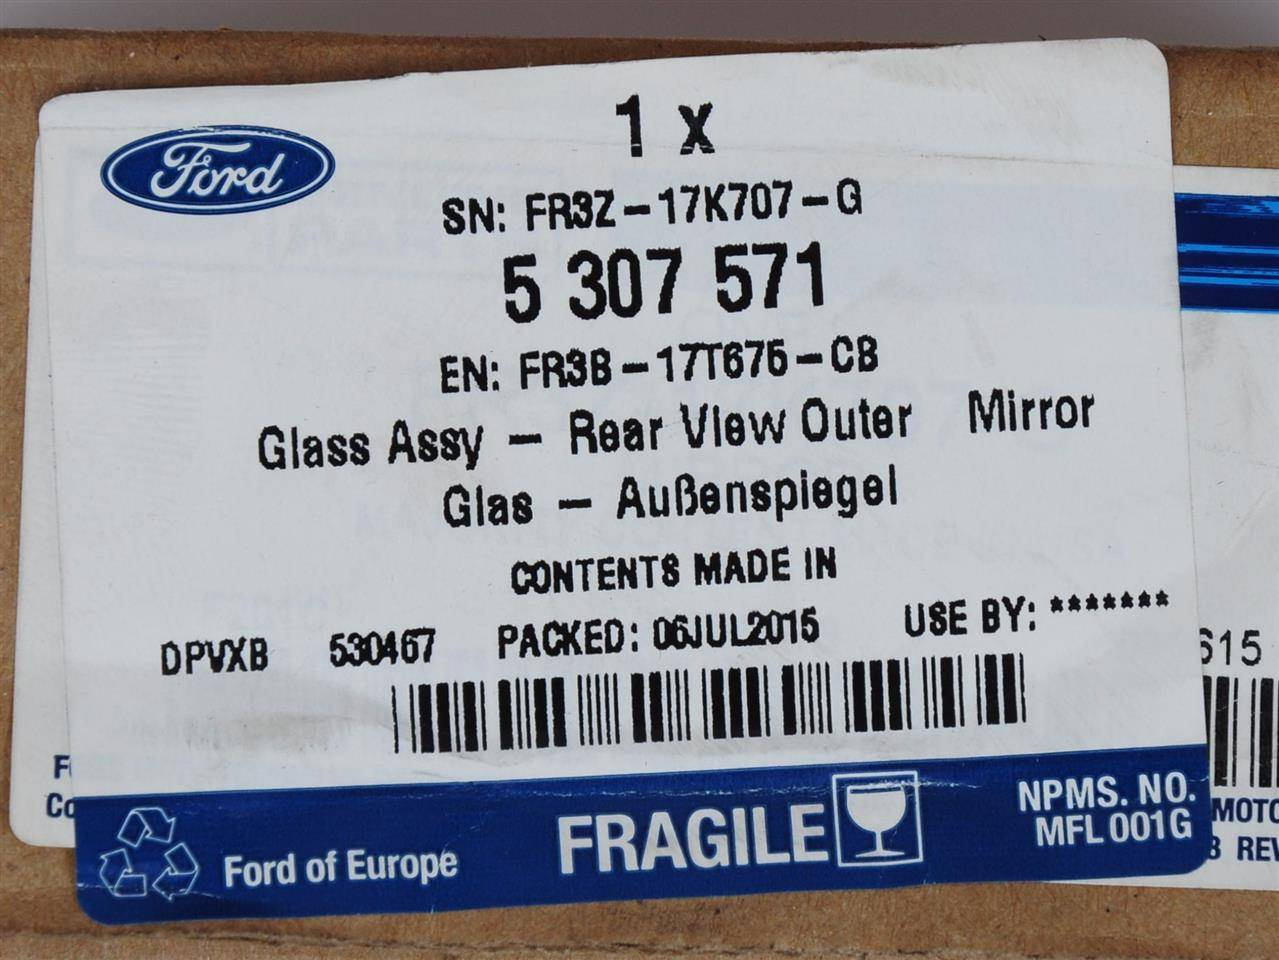 1 x
Ford
SN: FR3Z-17K707-G
5 307 571
EN: FR3B-17T675-CB
Glass Assy - Rear View Outer Mirror
Glas - Außenspiegel
CONTENTS MADE IN
DPVXB 530467 PACKED: 06JUL2015 USE BY: *******
615
Ford of Europe
FRAGILE
NPMS. NO.
MFL 001G